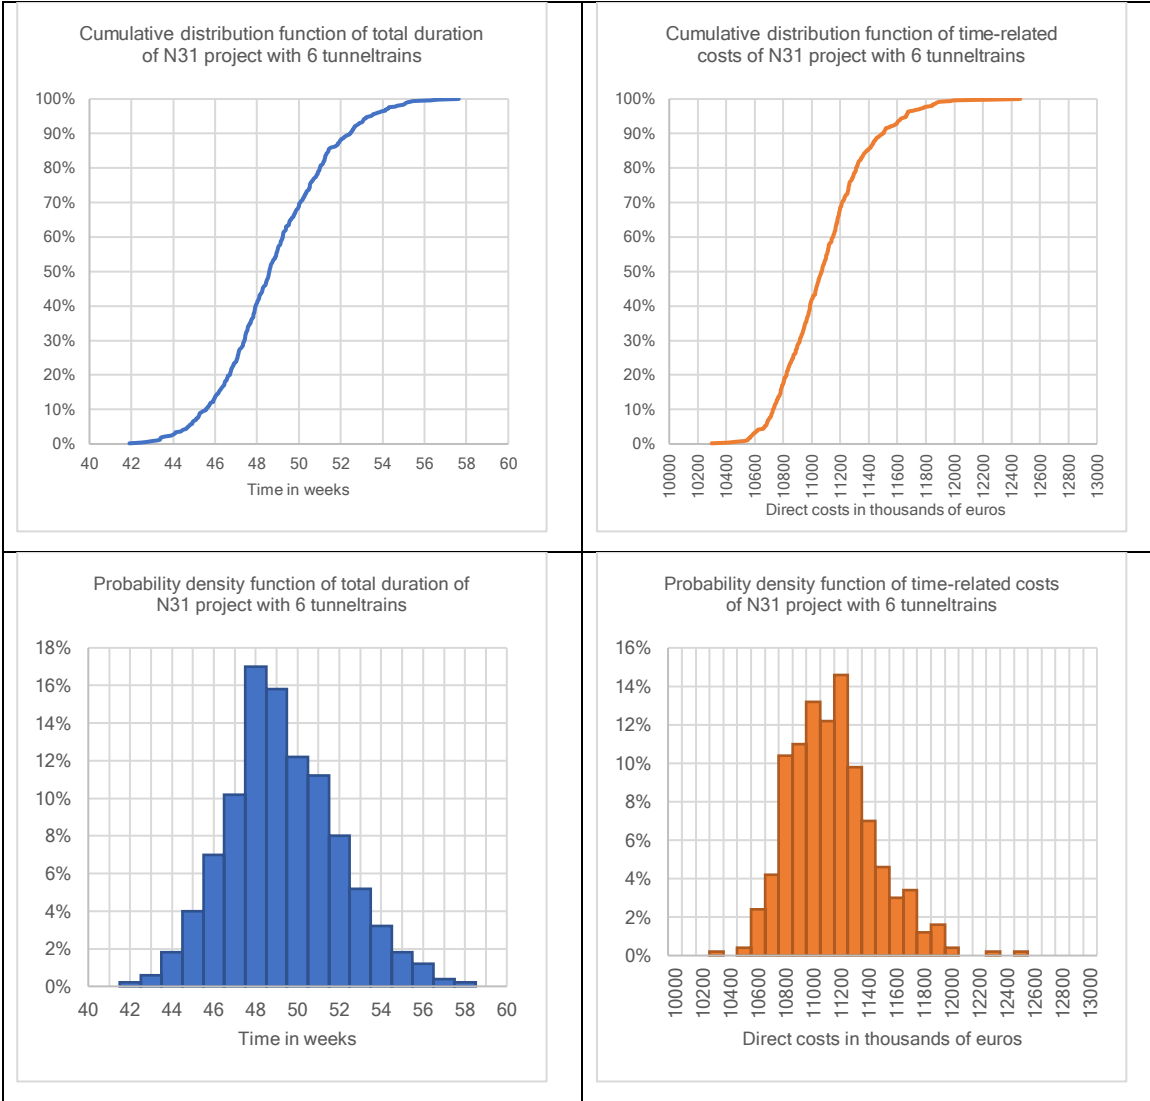 Cumulative distribution function of total duration
of N31 project with 6 tunneltrains
100%
90%
80%
70%
60%
50%
40%
30%
20%
10%
0%
40 42 44 46 48 50 52 54 56 58 60
Time in weeks
Cumulative distribution function of time-related
costs of N31 project with 6 tunneltrains
100%
90%
80%
70%
60%
50%
40%
30%
20%
10%
0%
10000 10200 10400 10600 10800 11000 11200 11400 11600 11800 12000 12200 12400 12600 12800 13000
Direct costs in thousands of euros
Probability density function of total duration of
N31 project with 6 tunneltrains
18%
16%
14%
12%
10%
8%
6%
4%
2%
0%
40 42 44 46 48 50 52 54 56 58 60
Time in weeks
Probability density function of time-related costs
of N31 project with 6 tunneltrains
16%
14%
12%
10%
8%
6%
4%
2%
0%
10000 10200 10400 10600 10800 11000 11200 11400 11600 11800 12000 12200 12400 12600 12800 13000
Direct costs in thousands of euros